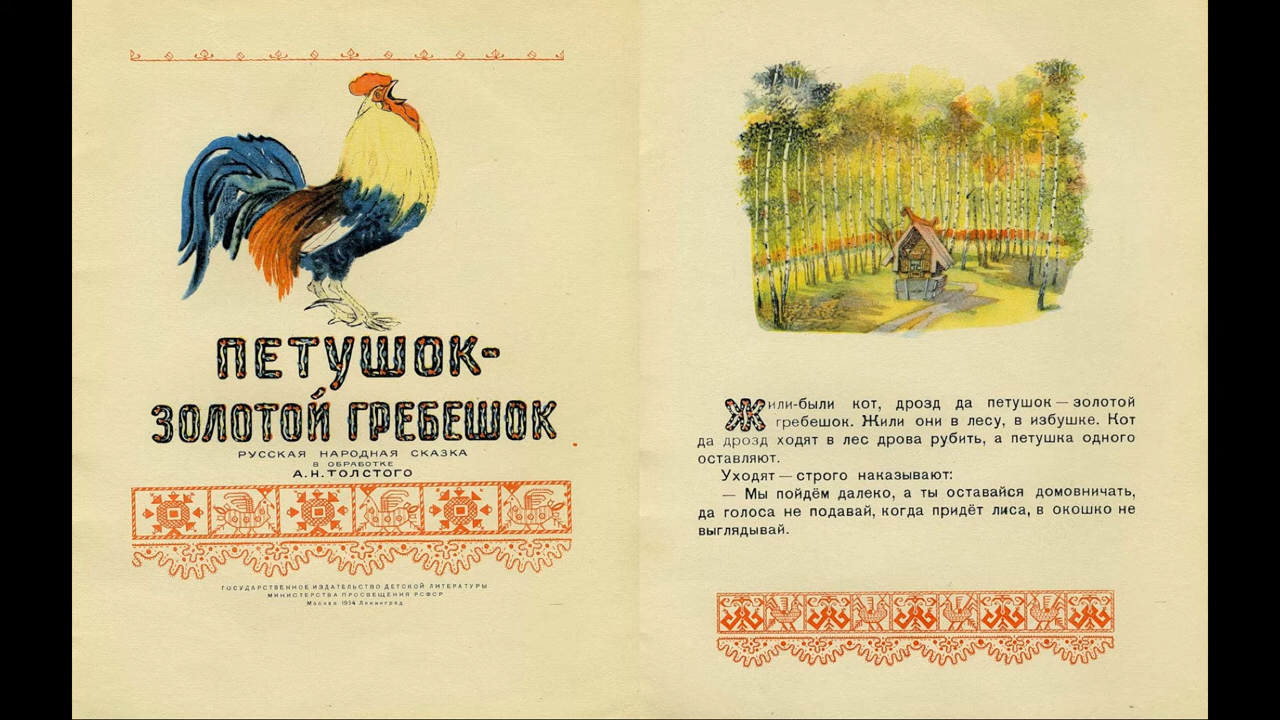 ПЕТУШОК-
ЗОЛОТОЙ ГРЕБЕШОК
РУССКАЯ НАРОДНАЯ СКАЗКА
В ОБРАБОТКЕ
А.Н.ТОЛСТОГО
ГОСУДАРСТВЕННОЕ ИЗДАТЕЛЬСТВО ДЕТСКОЙ ЛИТЕРАТУРЫ
МИНИСТЕРСТВА ПРОСВЕЩЕНИЯ РСФСР
Москва 1954 Ленинград
Жили-были кот, дрозд да петушок — золотой
гребешок. Жили они в лесу, в избушке. Кот
да дрозд ходят в лес дрова рубить, а петушка одного
оставляют.
Уходят — строго наказывают:
— Мы пойдём далеко, а ты оставайся домовничать,
да голоса не подавай, когда придёт лиса, в окошко не
выглядывай.